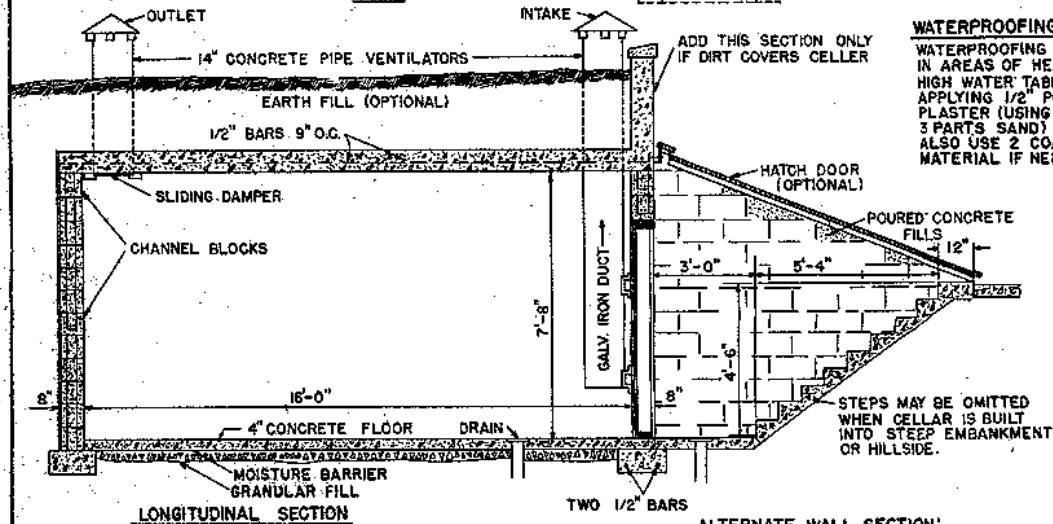 OUTLET
INTAKE
14" CONCRETE PIPE VENTILATORS
ADD THIS SECTION ONLY
IF DIRT COVERS CELLER
WATERPROOFING
WATERPROOFING
IN AREAS OF HE
HIGH WATER TAB
APPLYING 1/2" P
PLASTER (USING
3 PARTS SAND)
ALSO USE 2 CO
MATERIAL IF NE
EARTH FILL (OPTIONAL)
1/2" BARS 9" O.C.
SLIDING DAMPER
HATCH DOOR
(OPTIONAL)
CHANNEL BLOCKS
POURED CONCRETE
FILLS
12"
3'-0"
5'-4"
GALV. IRON DUCT
7'-8"
4'-6"
8"
16'-0"
8"
4" CONCRETE FLOOR
DRAIN
STEPS MAY BE OMITTED
WHEN CELLAR IS BUILT
INTO STEEP EMBANKMENT
OR HILLSIDE.
MOISTURE BARRIER
GRANULAR FILL
TWO 1/2" BARS
LONGITUDINAL SECTION
ALTERNATE WALL SECTION